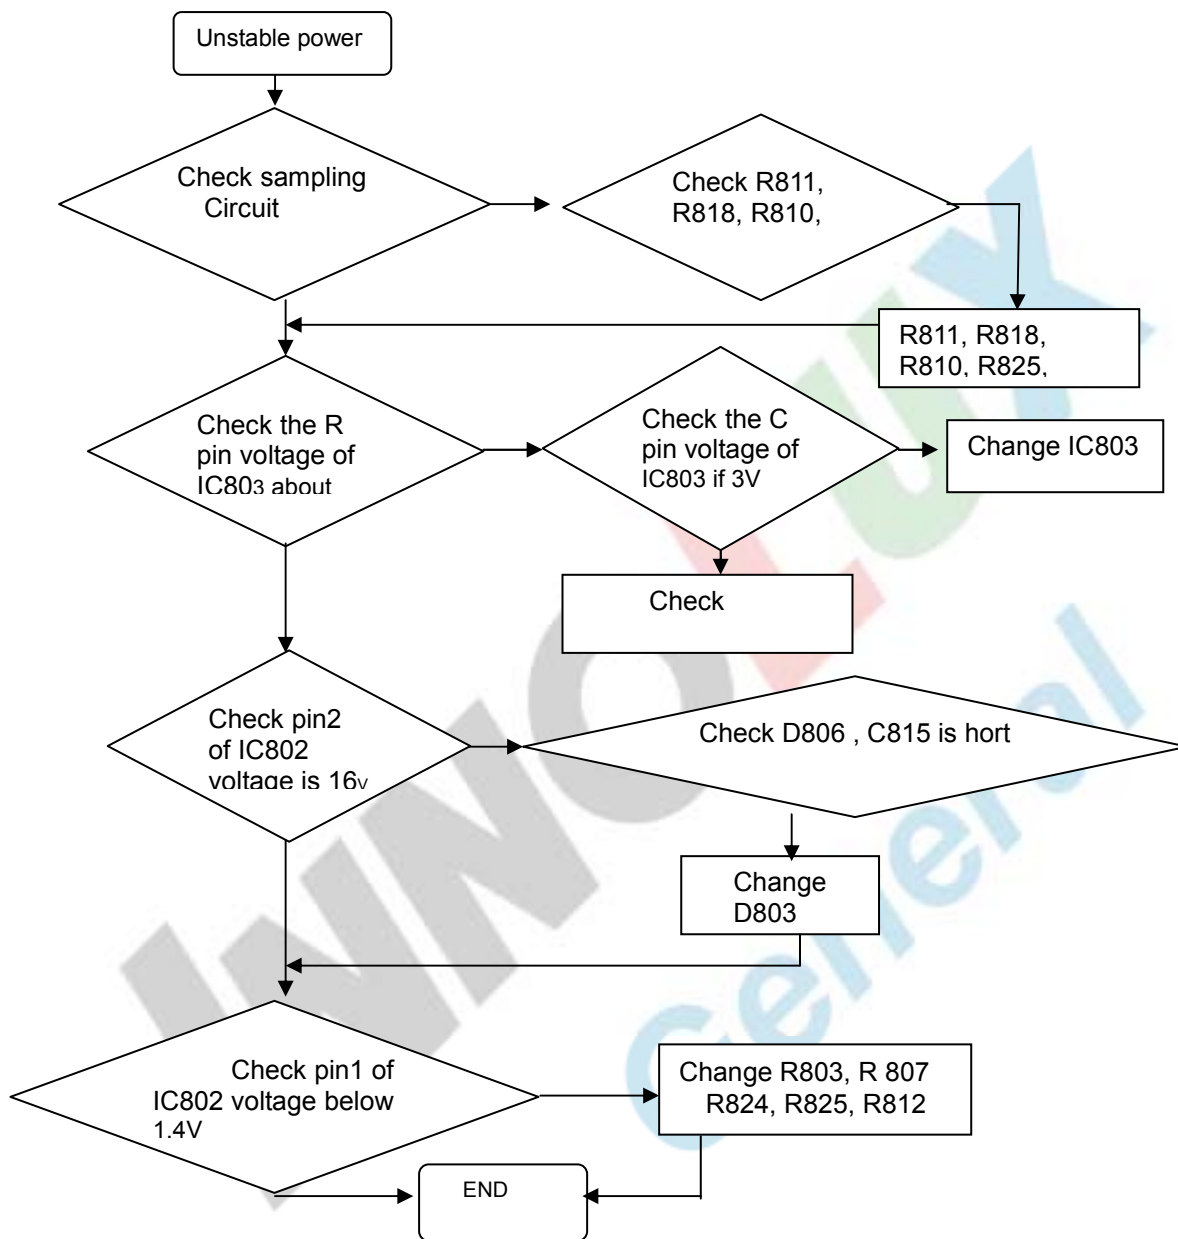 Unstable power
Check sampling
Circuit
Check R811,
R818, R810,
R811, R818,
R810, R825,
Check the R
pin voltage of
IC803 about
Check the C
pin voltage of
IC803 if 3V
Change IC803
Check
Check pin2
of IC802
voltage is 16v
Check D806 , C815 is hort
Change
D803
Check pin1 of
IC802 voltage below
1.4V
Change R803, R 807
R824, R825, R812
END
INNOLUX
General